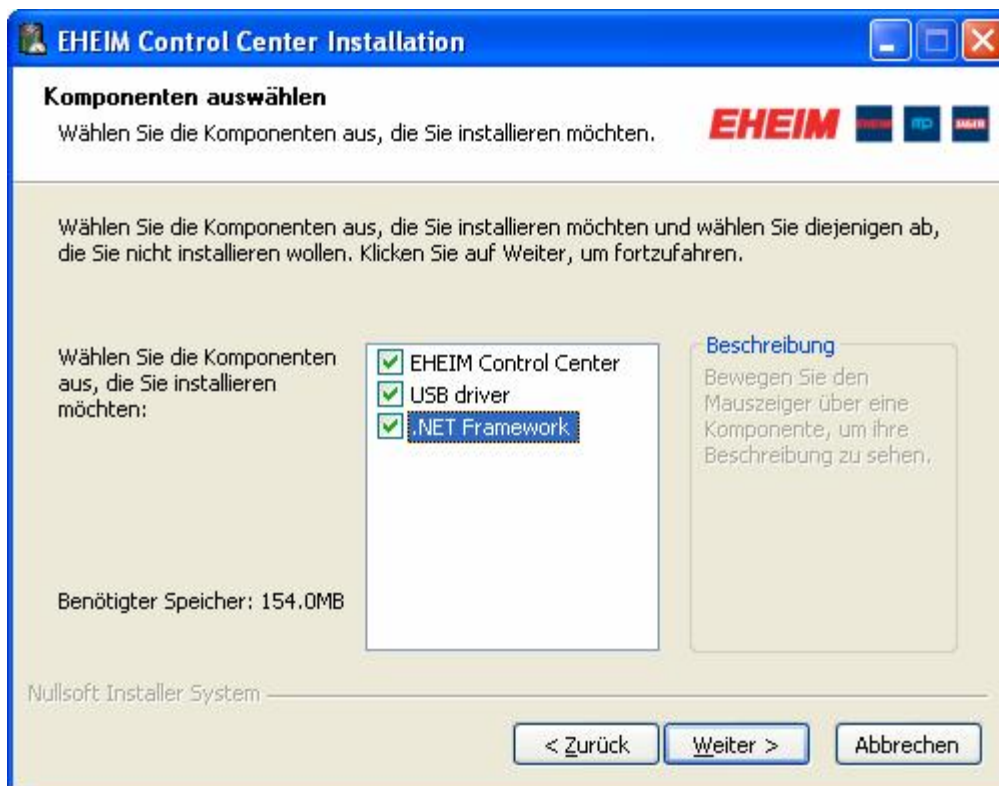 EHEIM Control Center Installation
Komponenten auswählen
Wählen Sie die Komponenten aus, die Sie installieren möchten.
EHEIM EHEIM mp JÄGER
Wählen Sie die Komponenten aus, die Sie installieren möchten und wählen Sie diejenigen ab,
die Sie nicht installieren wollen. Klicken Sie auf Weiter, um fortzufahren.
Wählen Sie die Komponenten
aus, die Sie installieren
möchten:
EHEIM Control Center
USB driver
.NET Framework
Beschreibung
Bewegen Sie den
Mauszeiger über eine
Komponente, um ihre
Beschreibung zu sehen.
Benötigter Speicher: 154.0MB
Nullsoft Installer System
< Zurück
Weiter >
Abbrechen